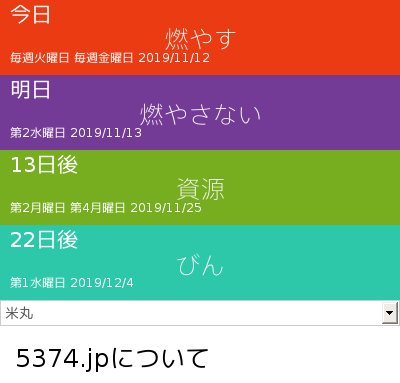 今日
燃やす
毎週火曜日 毎週金曜日 2019/11/12
明日
燃やさない
第2水曜日 2019/11/13
13日後
資源
第2月曜日 第4月曜日 2019/11/25
22日後
びん
第1水曜日 2019/12/4
米丸
5374.jpについて